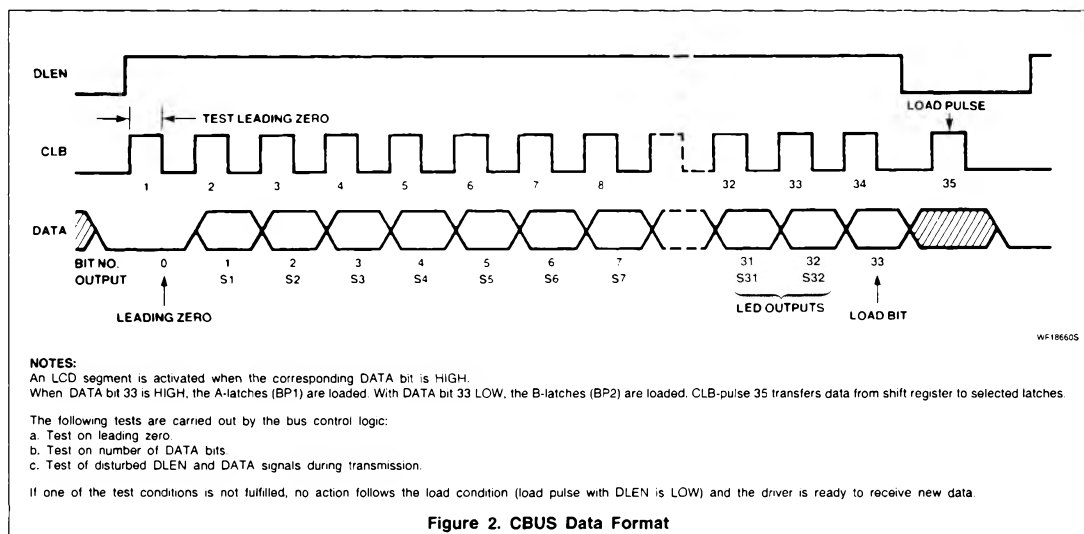 DLEN
LOAD PULSE
TEST LEADING ZERO
CLB
1 2 3 4 5 6 7 8 32 33 34 35
DATA
BIT NO. 0 1 2 3 4 5 6 7 31 32 33
OUTPUT S1 S2 S3 S4 S5 S6 S7 S31 S32
LED OUTPUTS
LOAD BIT
LEADING ZERO
WF18660S
NOTES:
An LCD segment is activated when the corresponding DATA bit is HIGH.
When DATA bit 33 is HIGH, the A-latches (BP1) are loaded. With DATA bit 33 LOW, the B-latches (BP2) are loaded. CLB-pulse 35 transfers data from shift register to selected latches.
The following tests are carried out by the bus control logic:
a. Test on leading zero.
b. Test on number of DATA bits.
c. Test of disturbed DLEN and DATA signals during transmission.
If one of the test conditions is not fulfilled, no action follows the load condition (load pulse with DLEN is LOW) and the driver is ready to receive new data.
Figure 2. CBUS Data Format